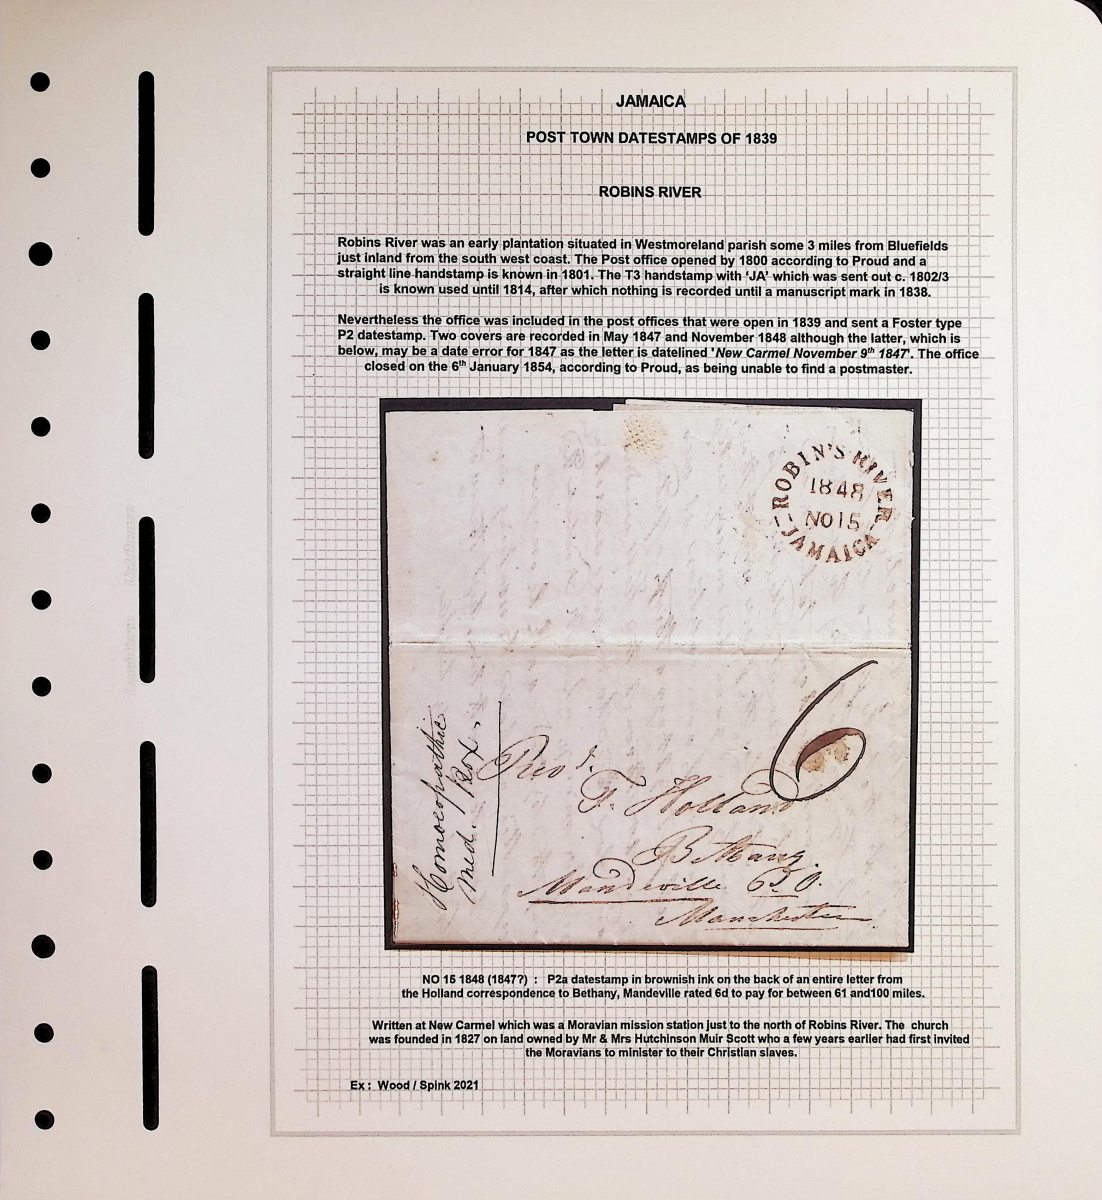 JAMAICA
POST TOWN DATESTAMPS OF 1839
ROBINS RIVER
Robins River was an early plantation situated in Westmoreland parish some 3 miles from Bluefields
just inland from the south west coast. The Post office opened by 1800 according to Proud and a
straight line handstamp is known in 1801. The T3 handstamp with 'JA' which was sent out c. 1802/3
is known used until 1814, after which nothing is recorded until a manuscript mark in 1838.
Nevertheless the office was included in the post offices that were open in 1839 and sent a Foster type
P2 datestamp. Two covers are recorded in May 1847 and November 1848 although the latter, which is
below, may be a date error for 1847 as the letter is datelined 'New Carmel November 9th 1847'. The office
closed on the 6th January 1854, according to Proud, as being unable to find a postmaster.
ROBIN'S RIVER
1848
NO15
JAMAICA
6
Homoeopathic
Med. Box
Revd.
F. Holland
Bethany.
Mandeville P.O.
Manchester
NO 15 1848 (1847?) : P2a datestamp in brownish ink on the back of an entire letter from
the Holland correspondence to Bethany, Mandeville rated 6d to pay for between 61 and100 miles.
Written at New Carmel which was a Moravian mission station just to the north of Robins River. The church
was founded in 1827 on land owned by Mr & Mrs Hutchinson Muir Scott who a few years earlier had first invited
the Moravians to minister to their Christian slaves.
Ex : Wood / Spink 2021